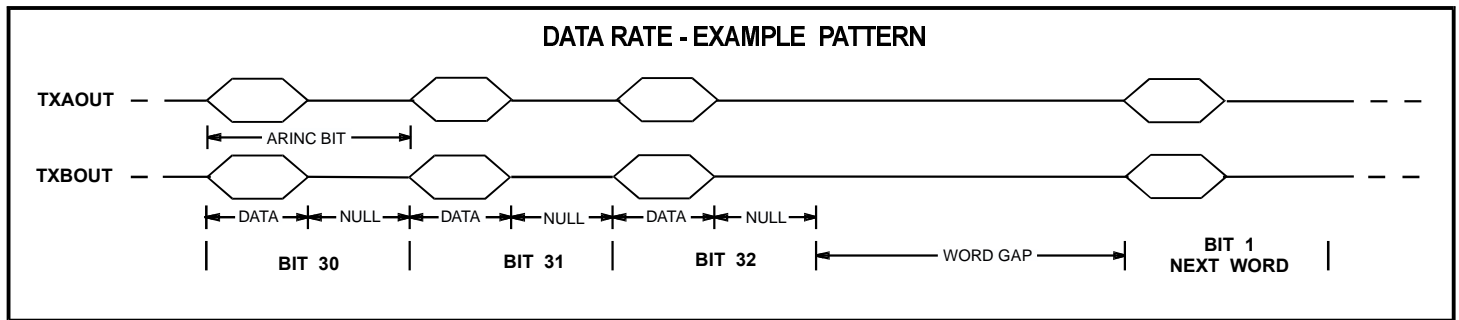 DATA RATE - EXAMPLE PATTERN
TXAOUT
ARINC BIT
TXBOUT
DATA NULL DATA NULL DATA NULL
BIT 30 BIT 31 BIT 32 WORD GAP BIT 1
NEXT WORD